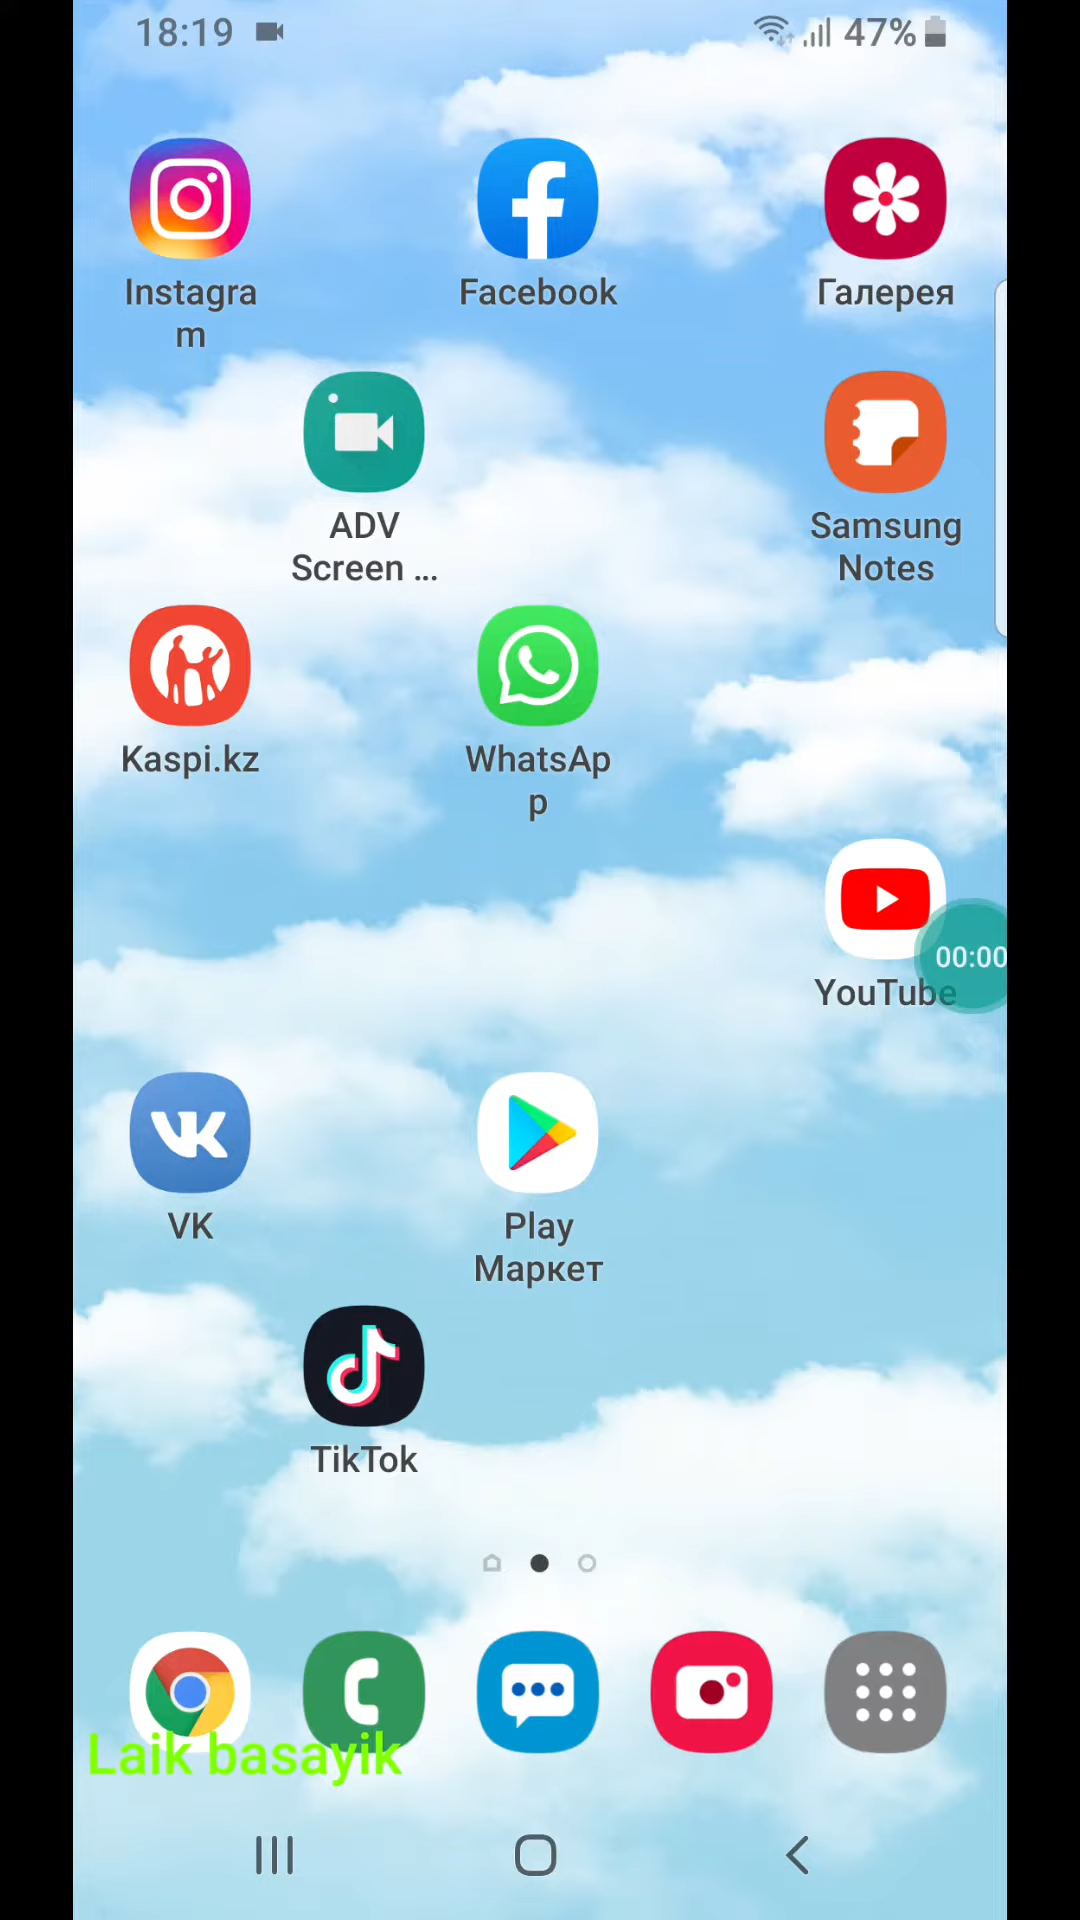 18:19
47%
Instagra
m
Facebook
Галерея
ADV
Screen ...
Samsung
Notes
Kaspi.kz
WhatsAp
p
YouTube
00:00
VK
Play
Маркет
TikTok
Laik basayik